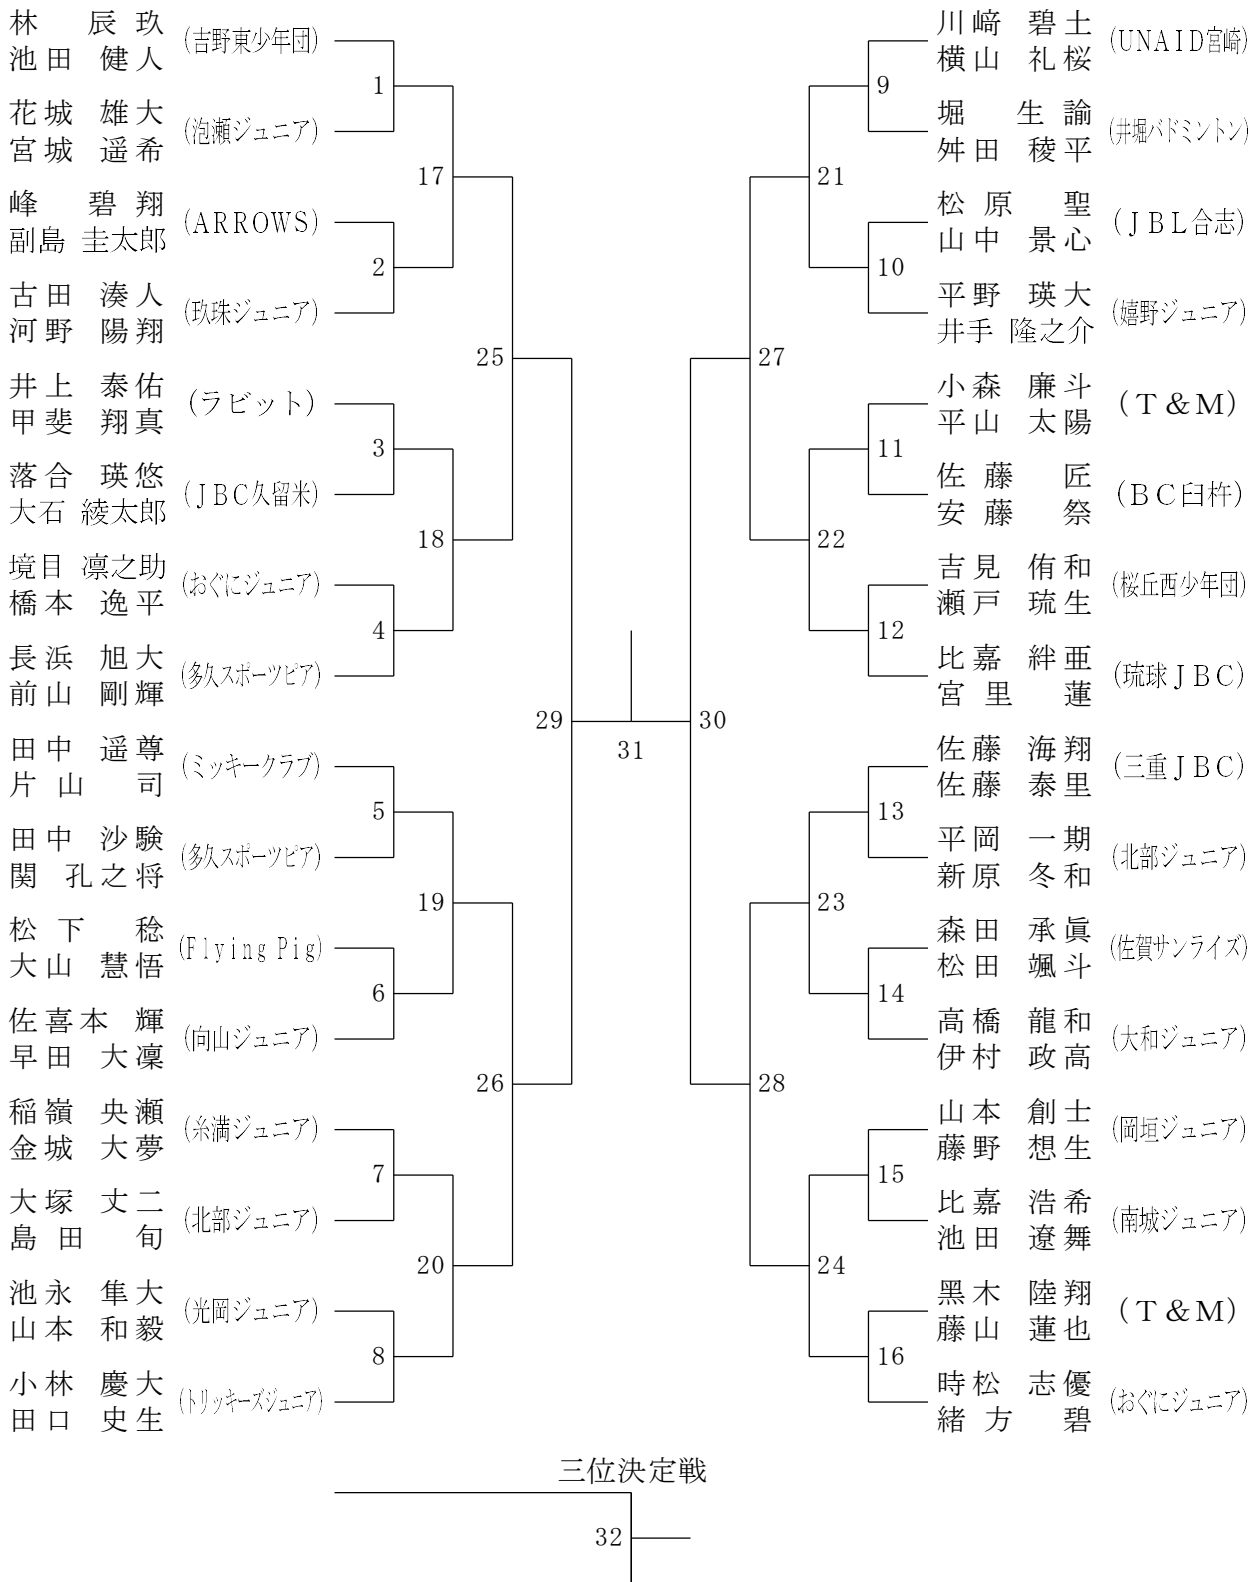 林 辰玖
池田 健人
(吉野東少年団)
1
花城 雄大
宮城 遥希
(泡瀬ジュニア)
17
峰 碧翔
副島 圭太郎
(ARROWS)
2
古田 湊人
河野 陽翔
(玖珠ジュニア)
25
井上 泰佑
甲斐 翔真
(ラビット)
3
落合 瑛悠
大石 綾太郎
(JBC久留米)
18
境目 凛之助
橋本 逸平
(おぐにジュニア)
4
長浜 旭大
前山 剛輝
(多久スポーツピア)
29
田中 遥尊
片山 司
(ミッキークラブ)
5
田中 沙験
関 孔之将
(多久スポーツピア)
19
松下 稔
大山 慧悟
(Flying Pig)
6
佐喜本 輝
早田 大凜
(向山ジュニア)
26
稲嶺 央瀬
金城 大夢
(糸満ジュニア)
7
大塚 丈二
島田 旬
(北部ジュニア)
20
池永 隼大
山本 和毅
(光岡ジュニア)
8
小林 慶大
田口 史生
(トリッキーズジュニア)
31
川﨑 碧土
横山 礼桜
(UNAID宮崎)
9
堀 生諭
舛田 稜平
(井堀バドミントン)
21
松原 聖
山中 景心
(JBL合志)
10
平野 瑛大
井手 隆之介
(嬉野ジュニア)
27
小森 廉斗
平山 太陽
(T&M)
11
佐藤 匠
安藤 祭
(BC臼杵)
22
吉見 侑和
瀬戸 琉生
(桜丘西少年団)
12
比嘉 絆亜
宮里 蓮
(琉球JBC)
30
佐藤 海翔
佐藤 泰里
(三重JBC)
13
平岡 一期
新原 冬和
(北部ジュニア)
23
森田 承眞
松田 颯斗
(佐賀サンライズ)
14
高橋 龍和
伊村 政高
(大和ジュニア)
28
山本 創士
藤野 想生
(岡垣ジュニア)
15
比嘉 浩希
池田 遼舞
(南城ジュニア)
24
黒木 陸翔
藤山 蓮也
(T&M)
16
時松 志優
緒方 碧
(おぐにジュニア)
三位決定戦
32